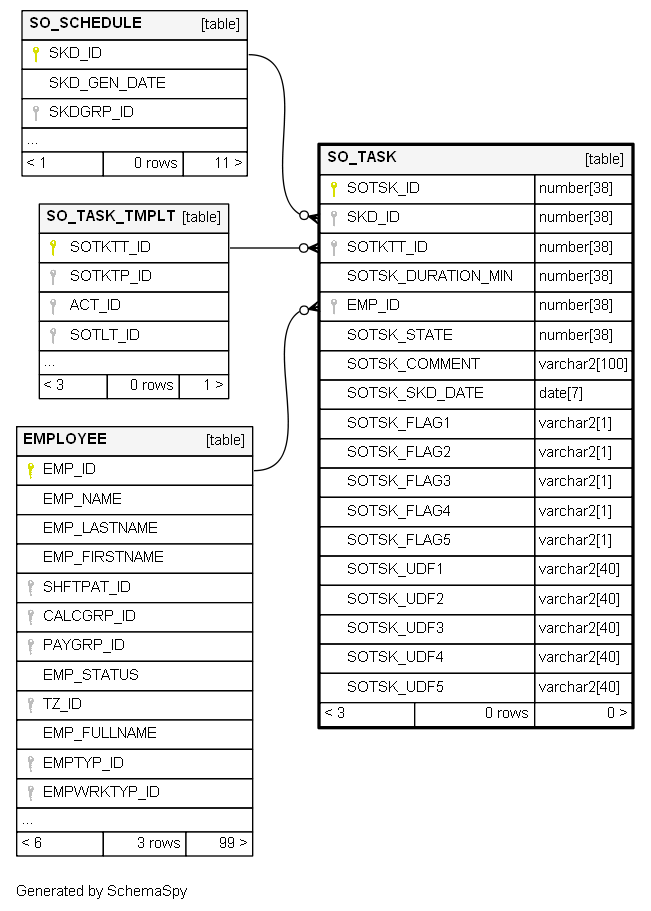 SO_SCHEDULE [table]
SKD_ID
SKD_GEN_DATE
SKDGRP_ID
...
< 1 0 rows 11 >
SO_TASK_TMPLT [table]
SOTKTT_ID
SOTKTP_ID
ACT_ID
SOTLT_ID
...
< 3 0 rows 1 >
EMPLOYEE [table]
EMP_ID
EMP_NAME
EMP_LASTNAME
EMP_FIRSTNAME
SHFTPAT_ID
CALCGRP_ID
PAYGRP_ID
EMP_STATUS
TZ_ID
EMP_FULLNAME
EMPTYP_ID
EMPWRKTYP_ID
...
< 6 3 rows 99 >
SO_TASK [table]
SOTSK_ID number[38]
SKD_ID number[38]
SOTKTT_ID number[38]
SOTSK_DURATION_MIN number[38]
EMP_ID number[38]
SOTSK_STATE number[38]
SOTSK_COMMENT varchar2[100]
SOTSK_SKD_DATE date[7]
SOTSK_FLAG1 varchar2[1]
SOTSK_FLAG2 varchar2[1]
SOTSK_FLAG3 varchar2[1]
SOTSK_FLAG4 varchar2[1]
SOTSK_FLAG5 varchar2[1]
SOTSK_UDF1 varchar2[40]
SOTSK_UDF2 varchar2[40]
SOTSK_UDF3 varchar2[40]
SOTSK_UDF4 varchar2[40]
SOTSK_UDF5 varchar2[40]
< 3 0 rows 0 >
Generated by SchemaSpy